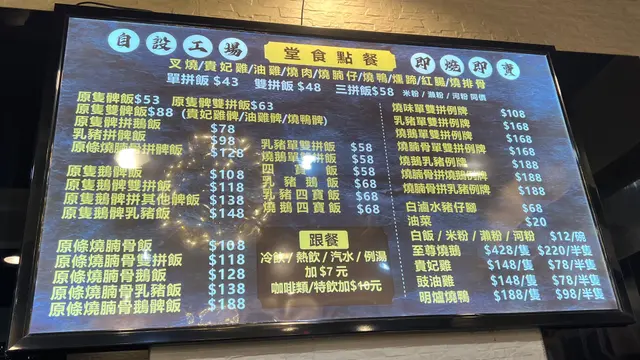 自設工場
堂食點餐
即燒即賣
叉燒/貴妃雞/油雞/燒肉/燒腩仔/燒鴨/燻蹄/紅腸/燒排骨
單拼飯 $43 雙拼飯 $48 三拼飯$58 米粉 / 瀨粉 / 河粉 同價
原隻髀飯$53 原隻髀雙拼飯$63
原隻雙髀飯$88 (貴妃雞髀/油雞髀/燒鴨髀)
原隻髀拼鵝飯 $78
乳豬拼髀飯 $98
原條燒腩骨拼髀飯 $128
原隻鵝髀飯 $108
原隻鵝髀雙拼飯 $118
原隻鵝髀拼其他髀飯 $138
原隻鵝髀乳豬飯 $148
原條燒腩骨飯 $108
原條燒腩骨雙拼飯 $118
原條燒腩骨鵝飯 $128
原條燒腩骨乳豬飯 $138
原條燒腩骨鵝髀飯 $188
乳豬單雙拼飯 $58
燒鵝單雙拼飯 $58
四寶飯 $58
乳豬鵝飯 $68
乳豬四寶飯 $68
燒鵝四寶飯 $68
跟餐
冷飲 / 熱飲 / 汽水 / 例湯
加 $7 元
咖啡類/特飲加$10元
燒味單雙拼例牌 $108
乳豬單雙拼例牌 $168
燒鵝單雙拼例牌 $168
燒腩骨單雙拼例牌 $168
燒鵝乳豬例牌 $188
燒腩骨拼燒鵝例牌 $188
燒腩骨拼乳豬例牌 $188
白滷水豬仔腳 $68
油菜 $20
白飯 / 米粉 / 瀨粉 / 河粉 $12/碗
至尊燒鵝 $428/隻 $220/半隻
貴妃雞 $148/隻 $78/半隻
豉油雞 $148/隻 $78/半隻
明爐燒鴨 $188/隻 $98/半隻